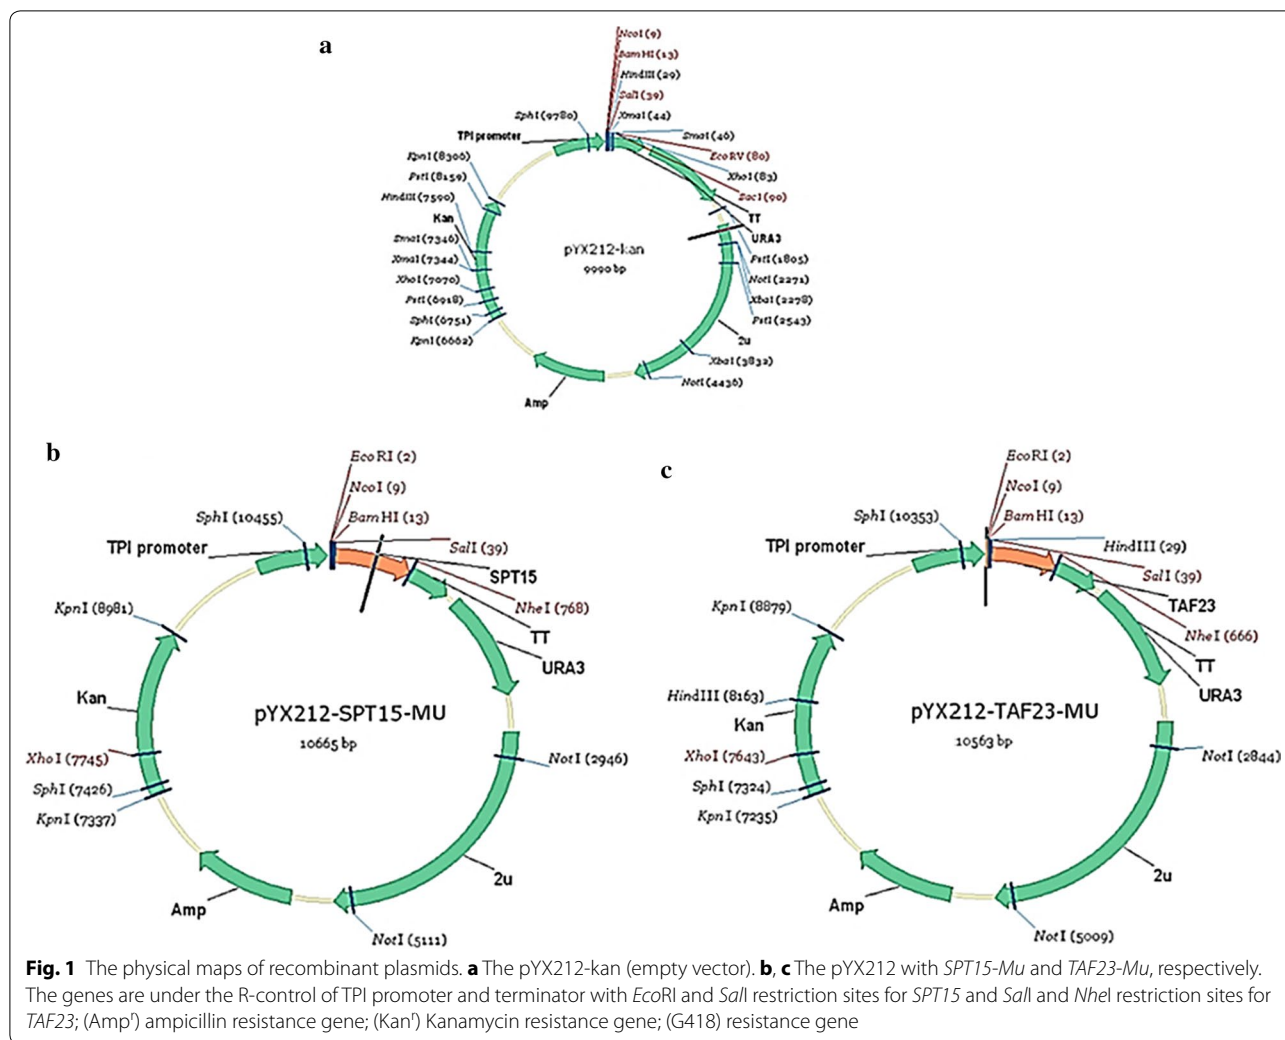 a
NcoI (9)
BamHI (13)
HindIII (29)
SalI (39)
XmaI (44)
SphI (9780)
SmaI (46)
TPI promoter
EcoRV (80)
KpnI (8300)
XhoI (83)
PstI (8159)
SacI (90)
HindIII (7590)
TT
Kan
URA3
SmaI (7346)
pYX212-kan
PstI (1805)
XmaI (7344)
9990 bp
NotI (2271)
XhoI (7070)
XbaI (2278)
PstI (6918)
PstI (2543)
SphI (6751)
2u
KpnI (6662)
XbaI (3832)
NotI (4436)
Amp
b
EcoRI (2)
NcoI (9)
BamHI (13)
SphI (10455)
SalI (39)
TPI promoter
SPT15
NheI (768)
KpnI (8981)
TT
URA3
Kan
pYX212-SPT15-MU
10665 bp
XhoI (7745)
NotI (2946)
SphI (7426)
KpnI (7337)
2u
Amp
NotI (5111)
c
EcoRI (2)
NcoI (9)
BamHI (13)
SphI (10353)
HindIII (29)
TPI promoter
SalI (39)
TAF23
KpnI (8879)
NheI (666)
TT
HindIII (8163)
URA3
Kan
pYX212-TAF23-MU
10563 bp
XhoI (7643)
NotI (2844)
SphI (7324)
KpnI (7235)
2u
Amp
NotI (5009)
Fig. 1 The physical maps of recombinant plasmids. a The pYX212-kan (empty vector). b, c The pYX212 with SPT15-Mu and TAF23-Mu, respectively.
The genes are under the R-control of TPI promoter and terminator with EcoRI and SalI restriction sites for SPT15 and SalI and NheI restriction sites for
TAF23; (Ampʳ) ampicillin resistance gene; (Kanʳ) Kanamycin resistance gene; (G418) resistance gene